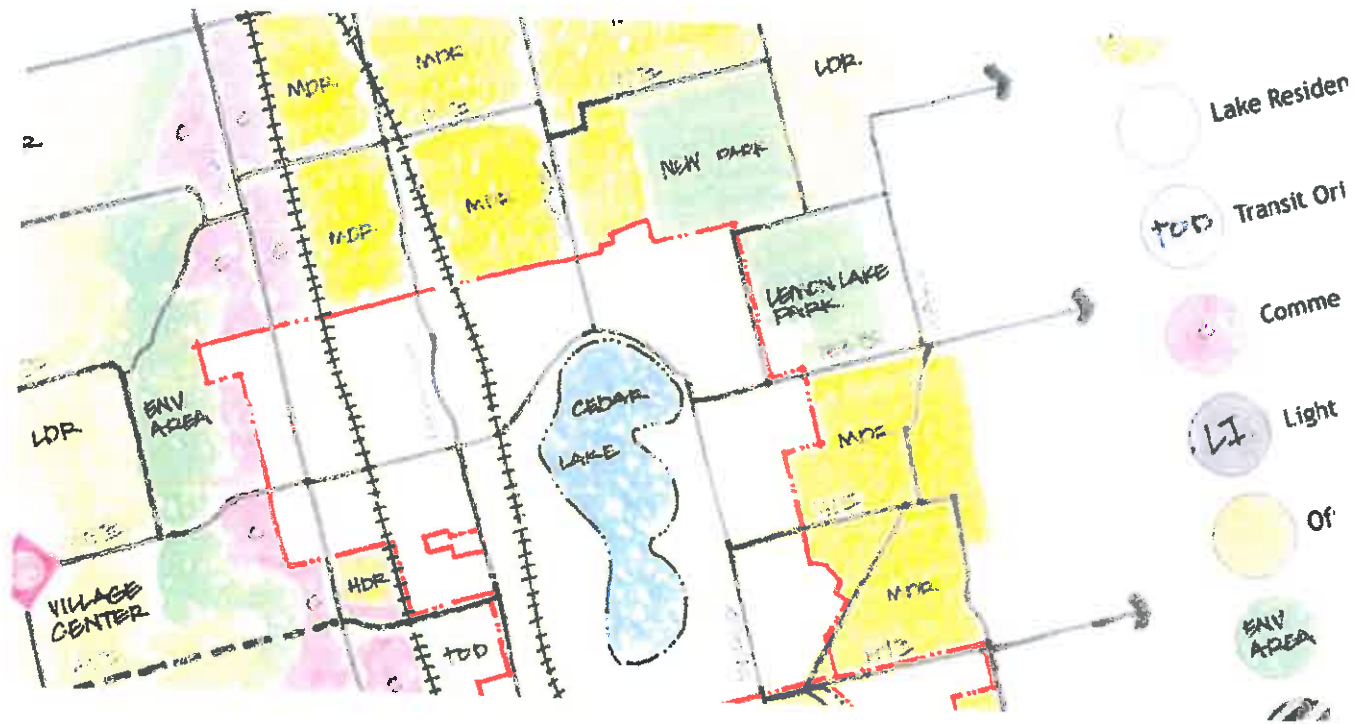 MDR.
MDR
LDR.
2
C
C
NEW PARK
MDR.
MDR
C
C
LEMON LAKE
PARK.
CEDAR
LAKE
ENV
AREA
LDR
MDR
C
HDR
MDR.
VILLAGE
CENTER
C
TOD
C
Lake Residen
TOD
Transit Ori
C
Comme
LI
Light
Of
ENV
AREA